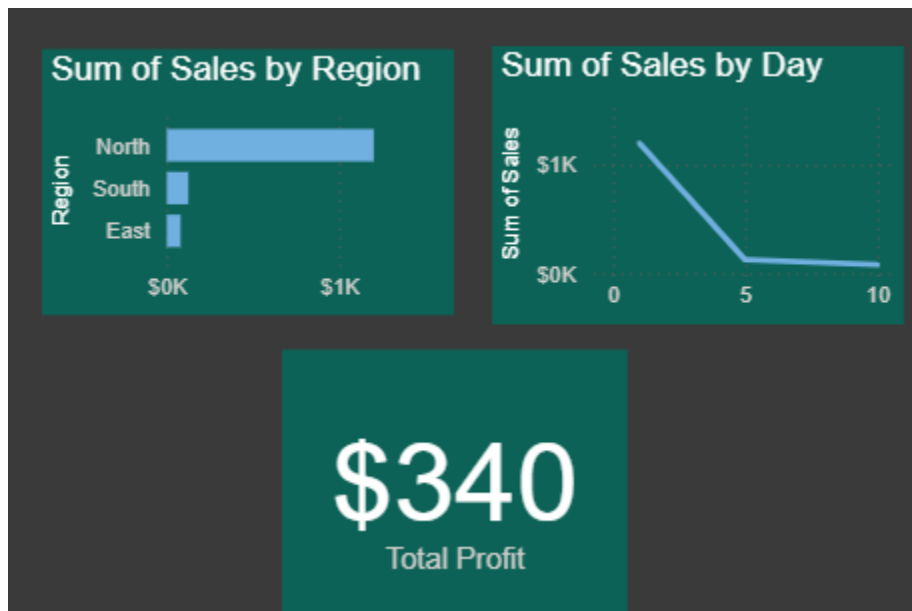 Sum of Sales by Region
Region
North
South
East
$0K
$1K
Sum of Sales by Day
Sum of Sales
$1K
$0K
0
5
10
$340
Total Profit